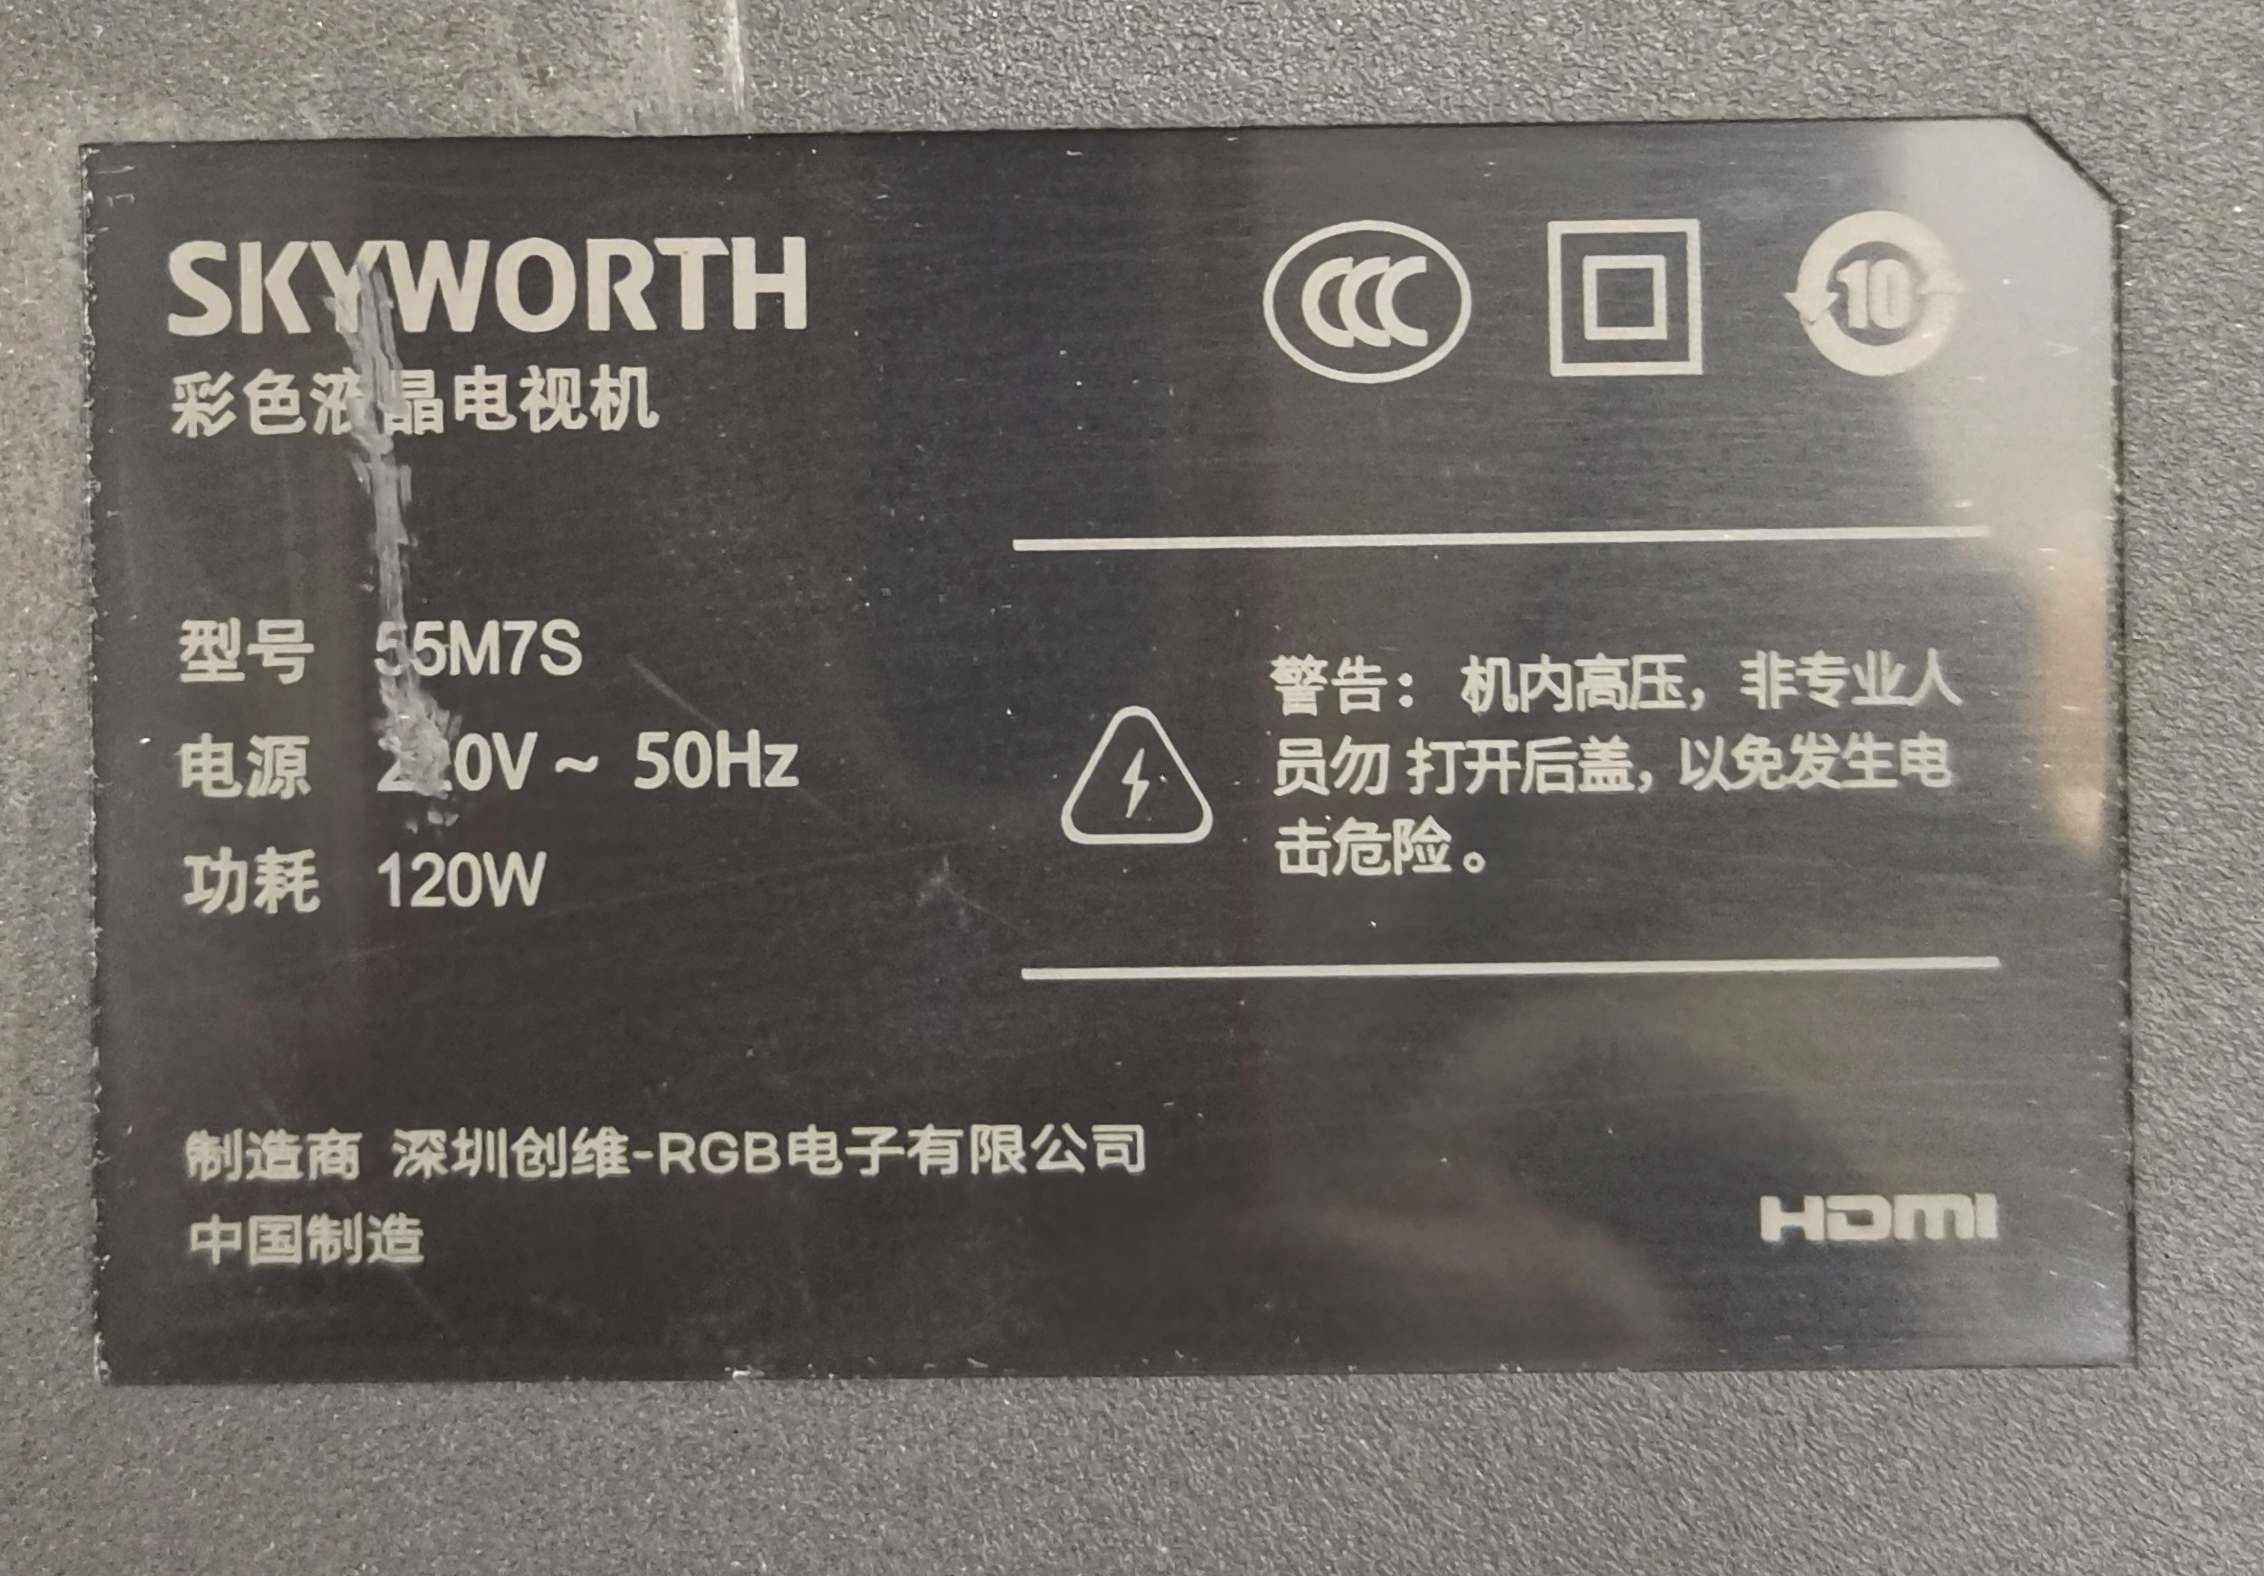 SKYWORTH
彩色液晶电视机
型号 55M7S
电源 220V ~ 50Hz
功耗 120W
制造商 深圳创维-RGB电子有限公司
中国制造
CCC
10
警告： 机内高压，非专业人
员勿 打开后盖，以免发生电
击危险。
HDMI